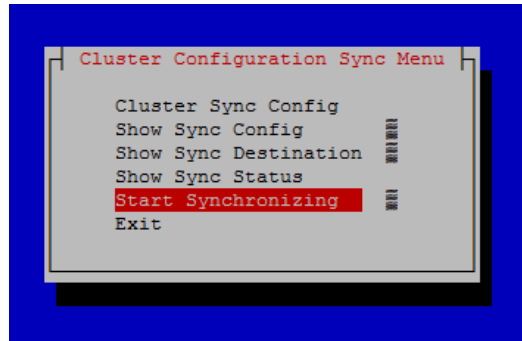 Cluster Configuration Sync Menu
Cluster Sync Config
Show Sync Config
Show Sync Destination
Show Sync Status
Start Synchronizing
Exit